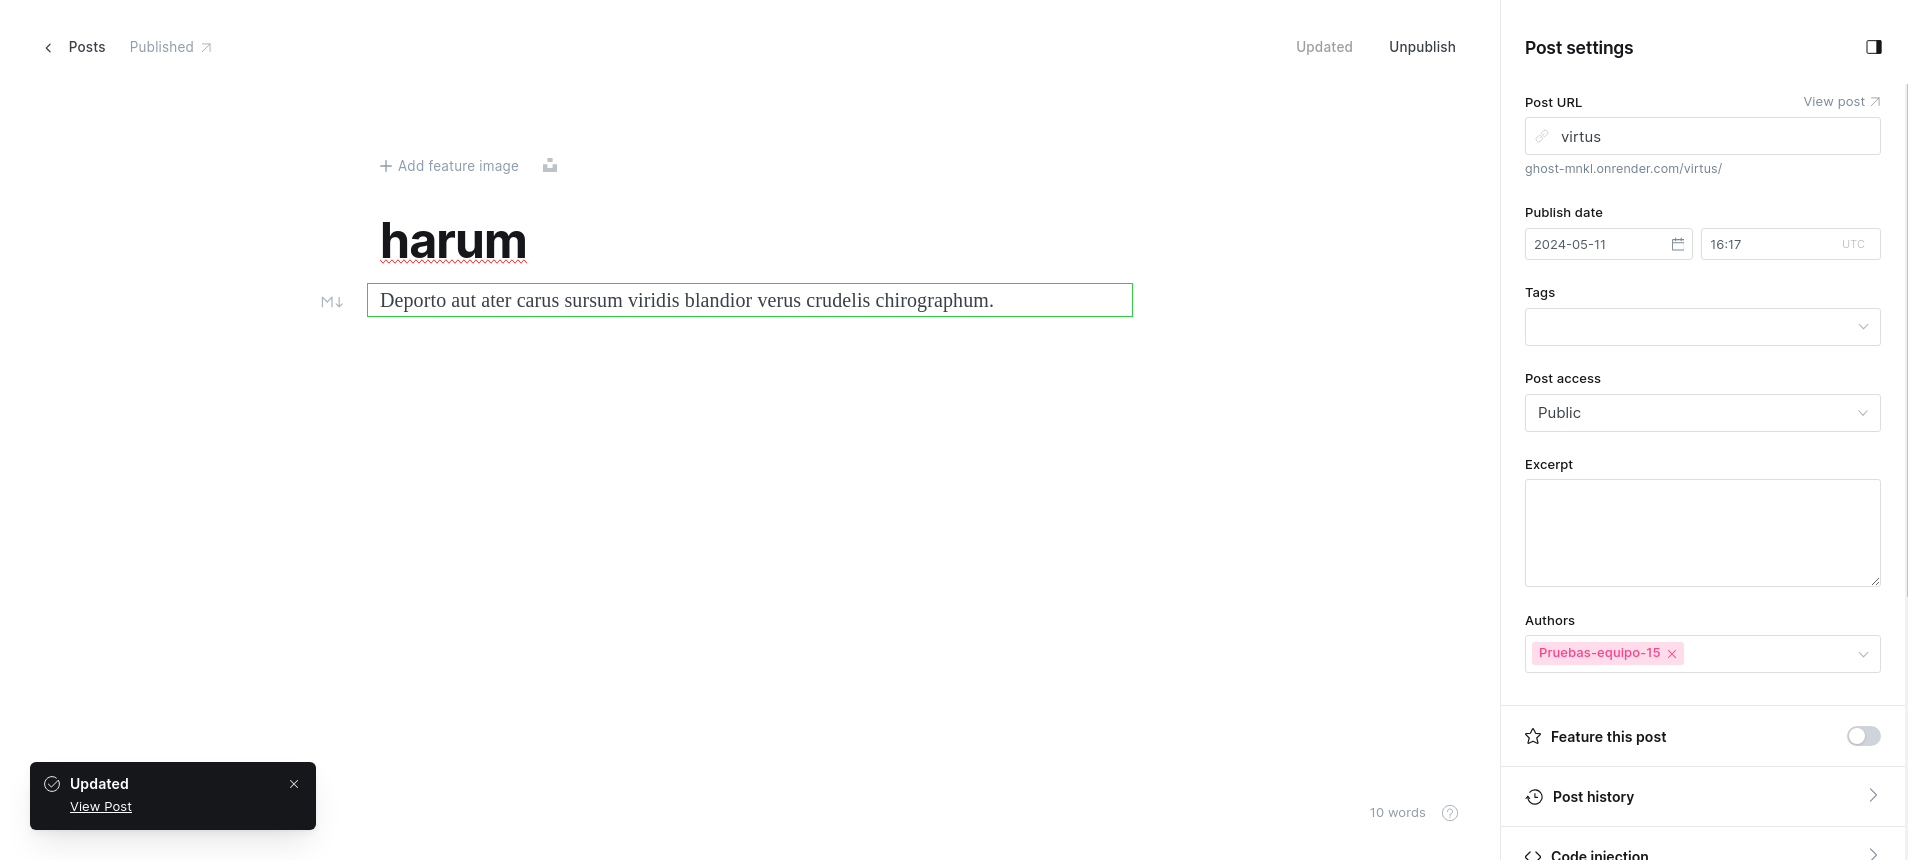 Posts Published
Updated Unpublish
Add feature image
harum
M↓ Deporto aut ater carus sursum viridis blandior verus crudelis chirographum.
Updated
View Post
10 words ?
Post settings
Post URL View post
virtus
ghost-mnkl.onrender.com/virtus/
Publish date
2024-05-11 16:17 UTC
Tags
Post access
Public
Excerpt
Authors
Pruebas-equipo-15
Feature this post
Post history
Code injection